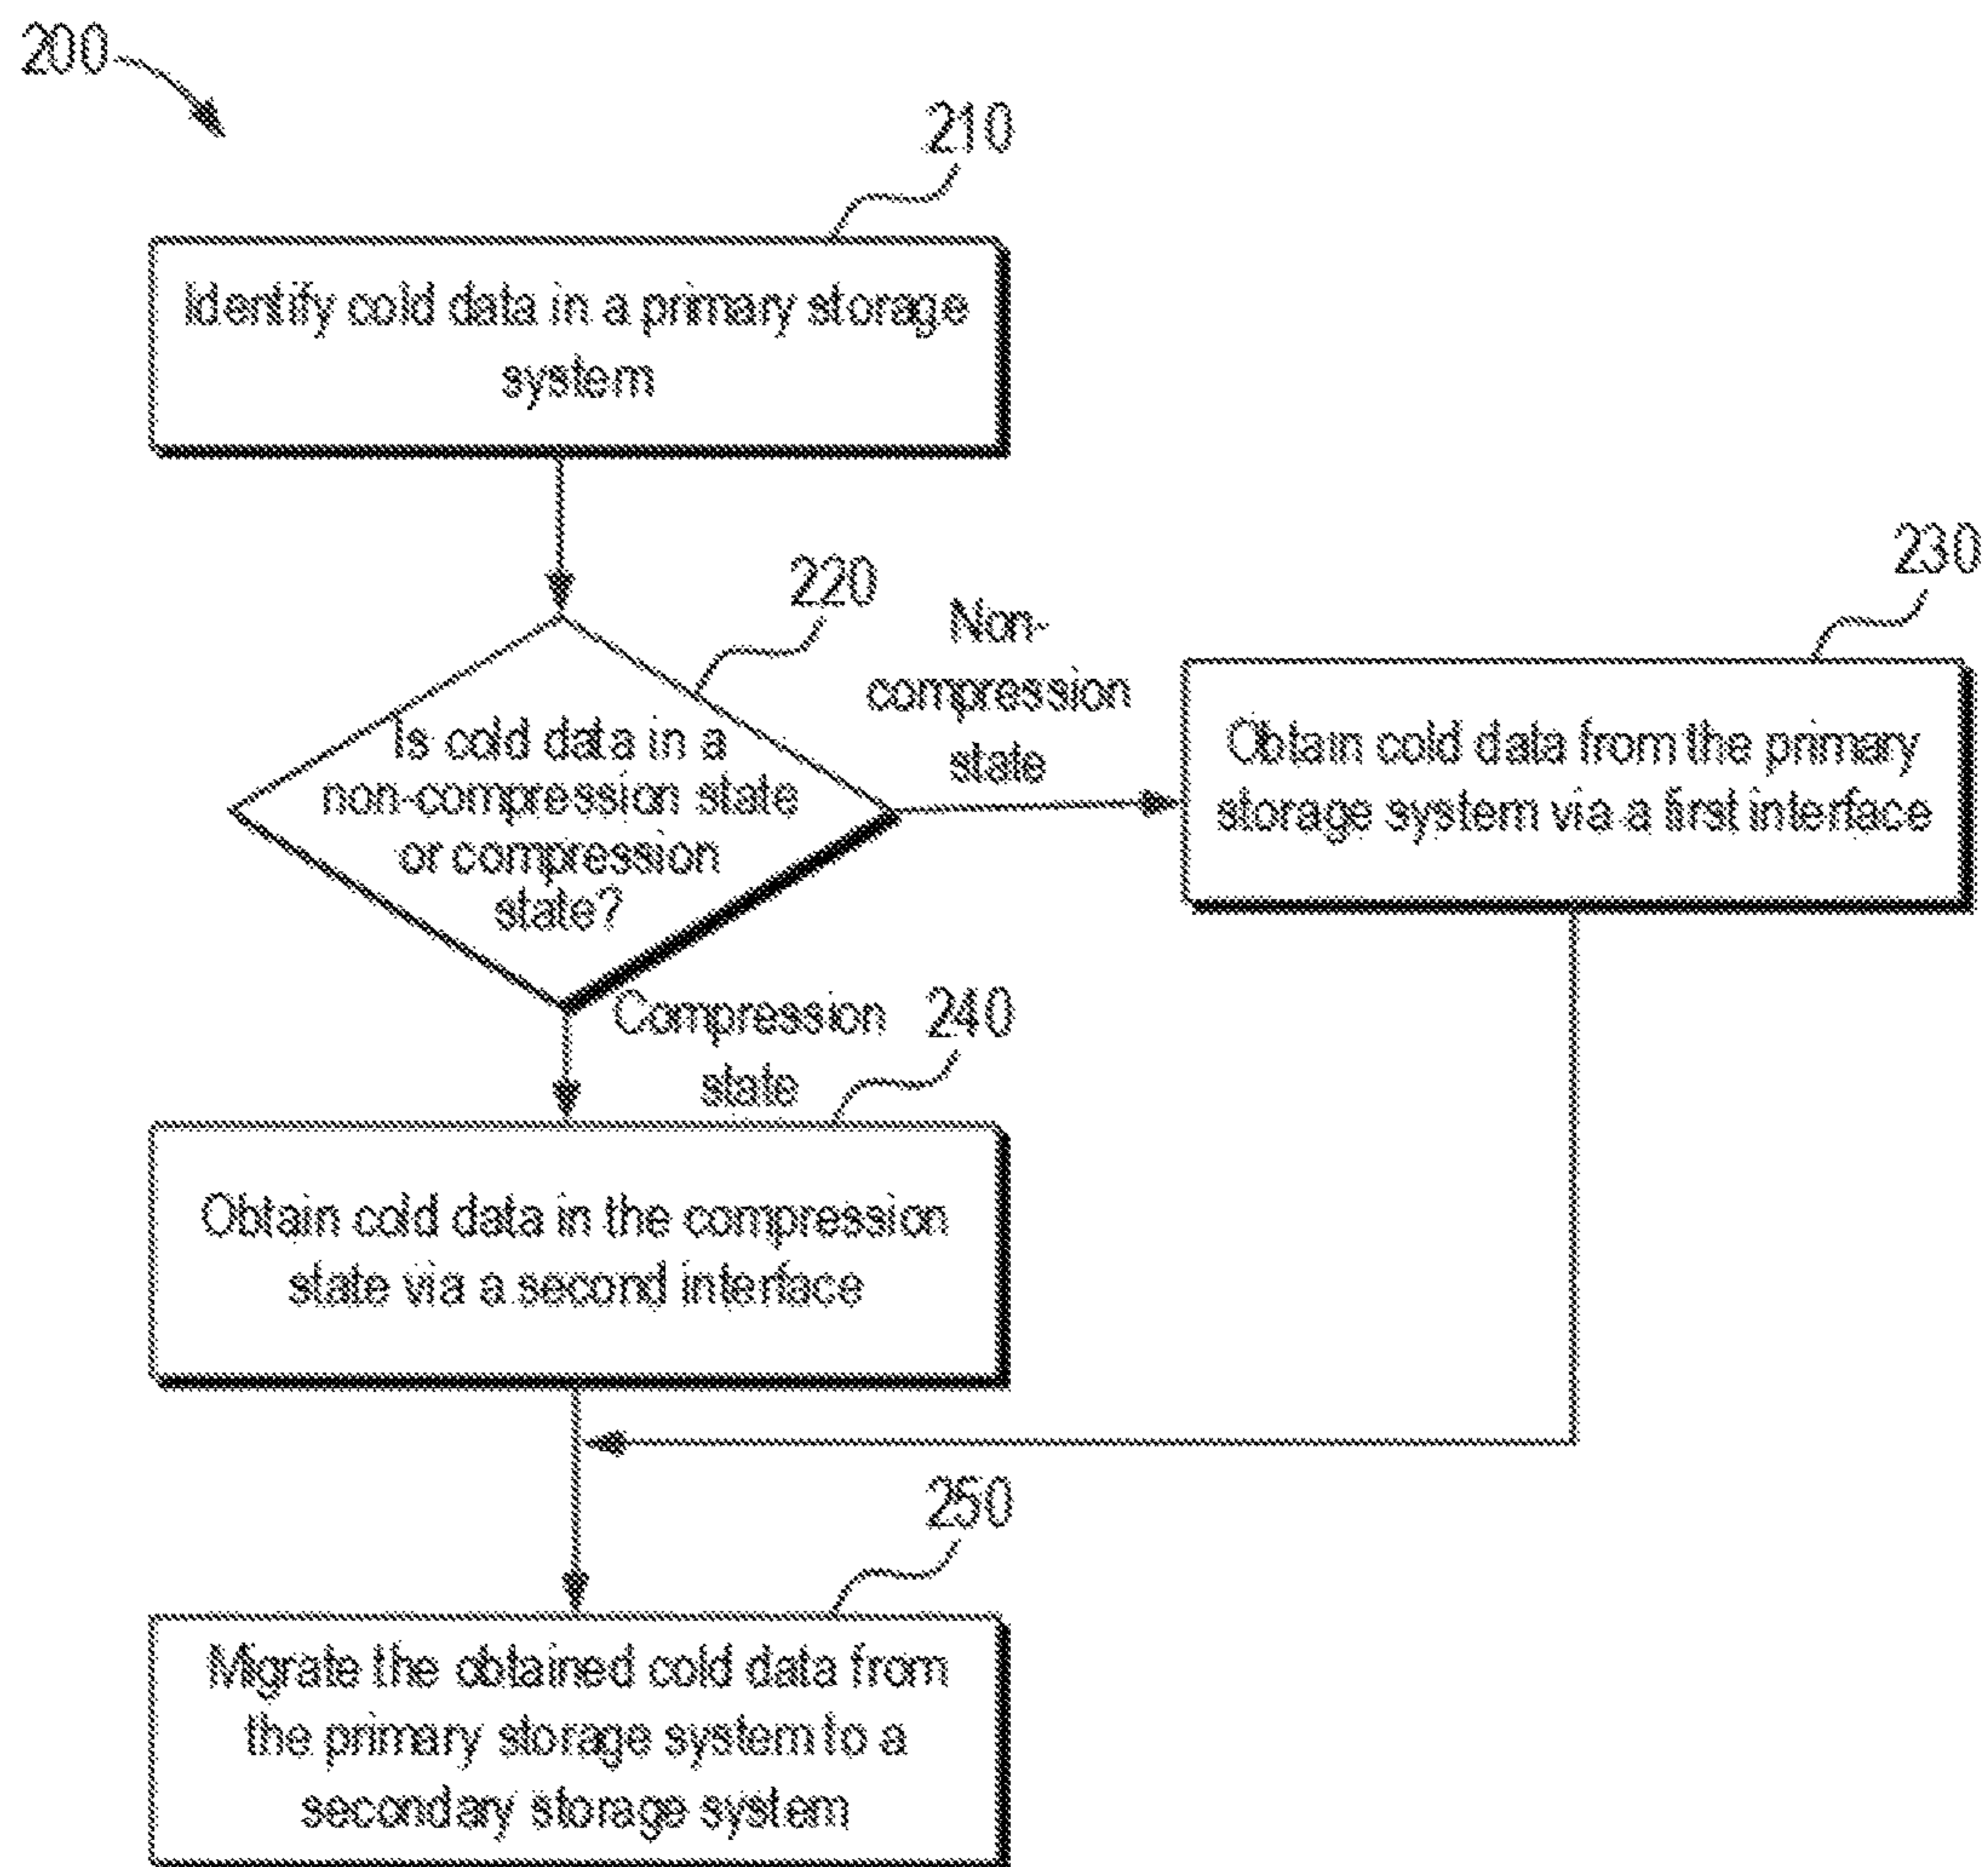 200
210
Identify cold data in a primary storage
system
220
Non-
compression
state
230
Is cold data in a
non-compression state
or compression
state?
Obtain cold data from the primary
storage system via a first interface
Compression
state
240
Obtain cold data in the compression
state via a second interface
250
Migrate the obtained cold data from
the primary storage system to a
secondary storage system